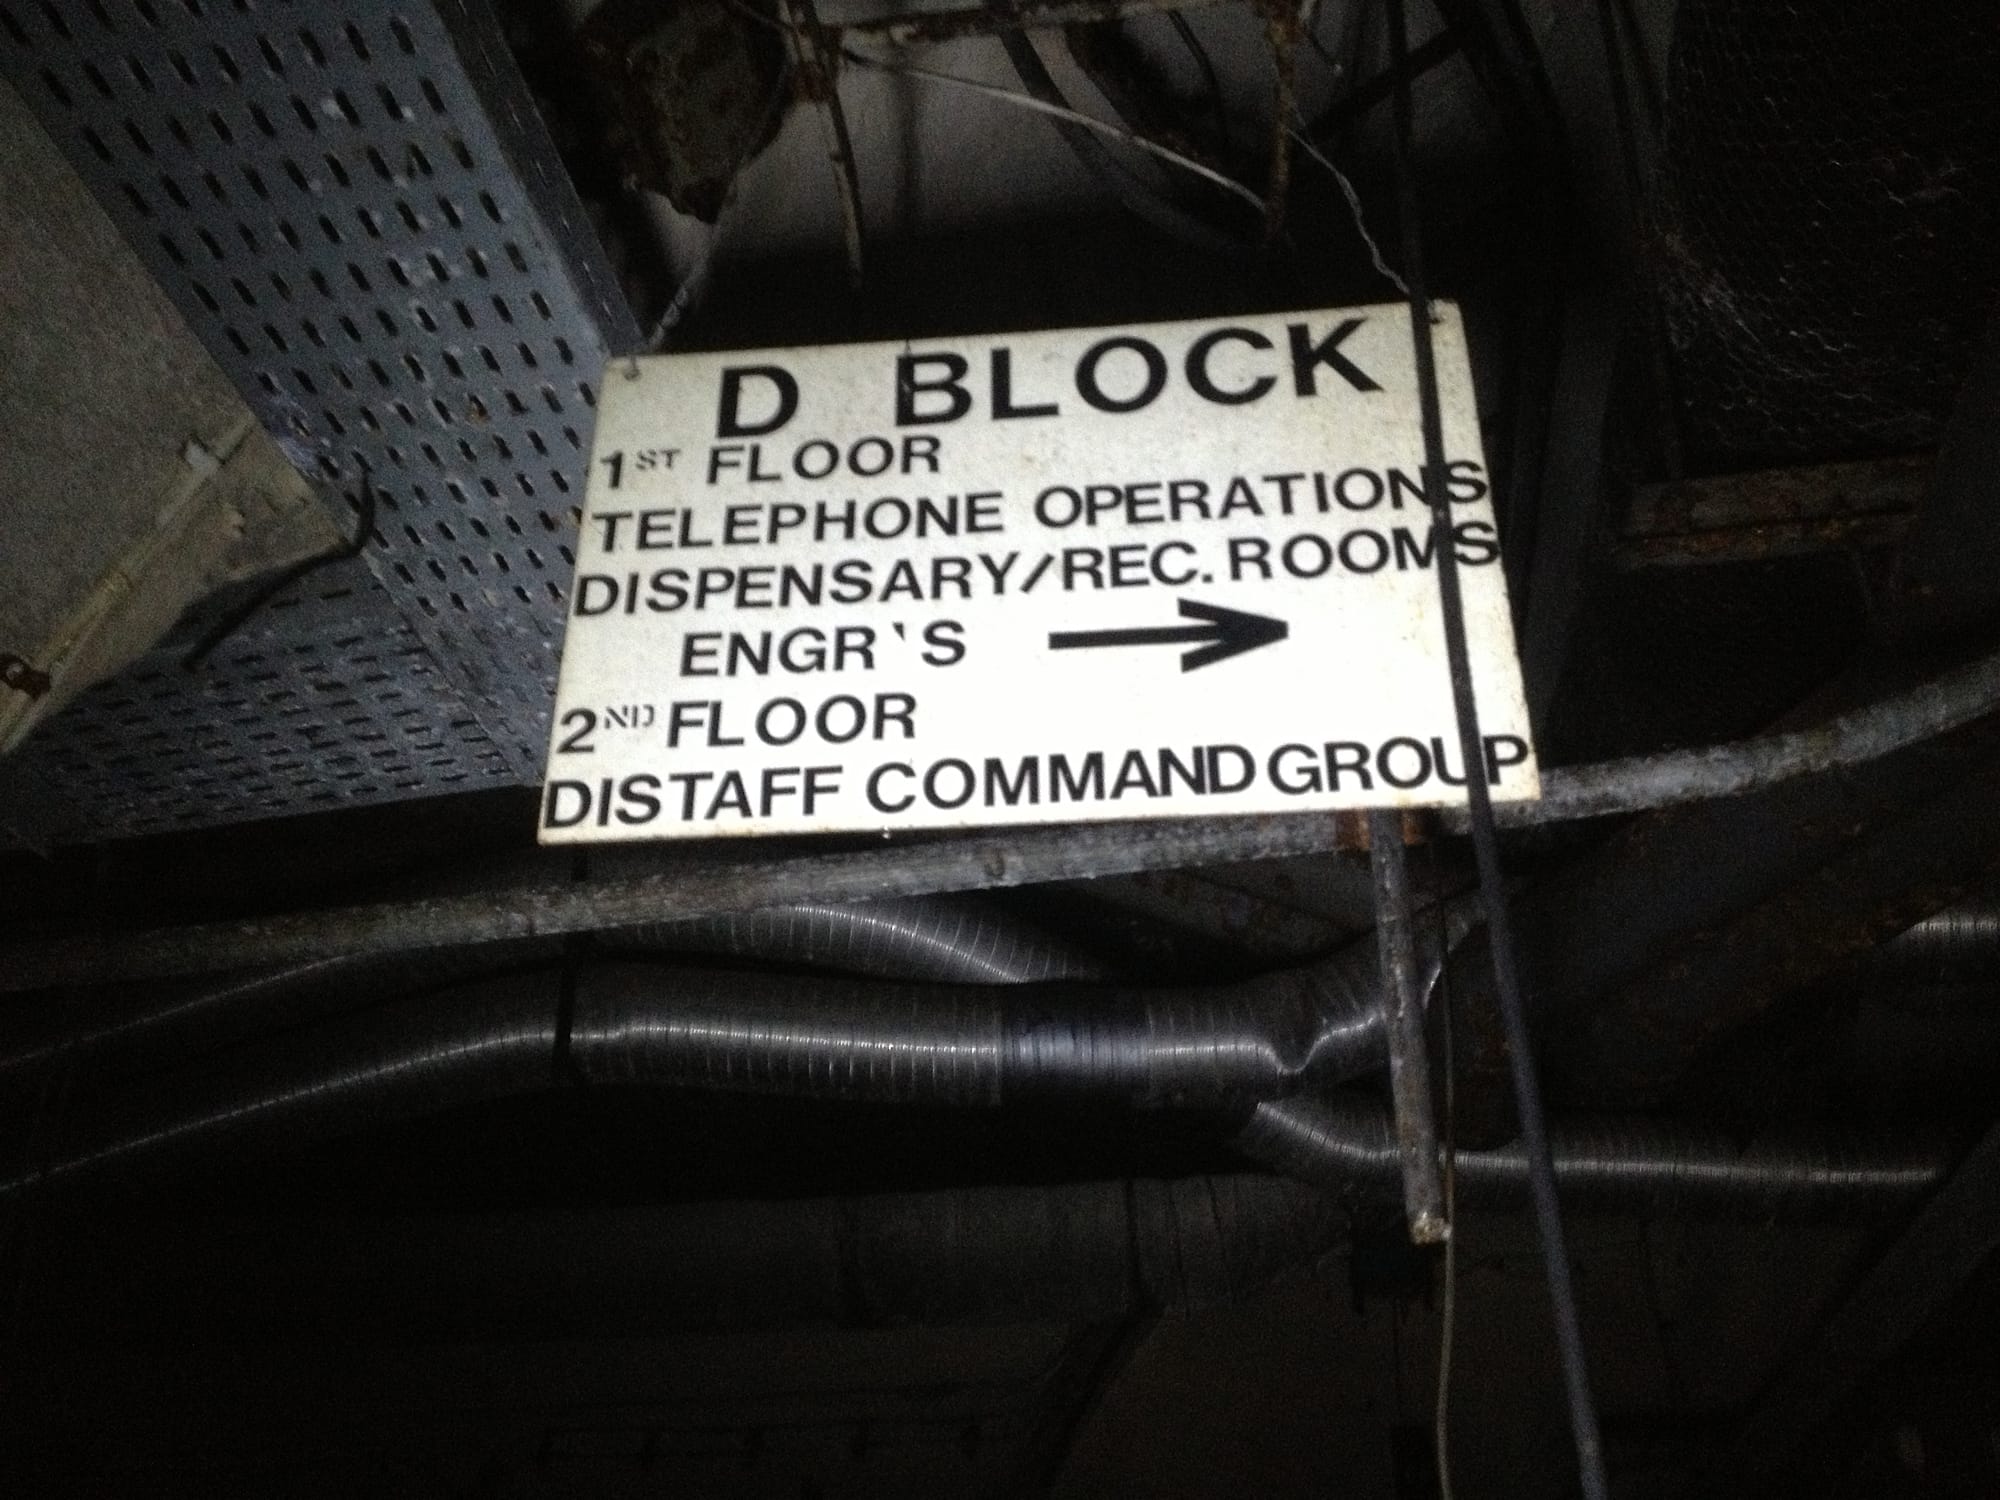 D BLOCK
1ST FLOOR
TELEPHONE OPERATIONS
DISPENSARY/REC. ROOMS
ENGR'S →
2ND FLOOR
DISTAFF COMMAND GROUP